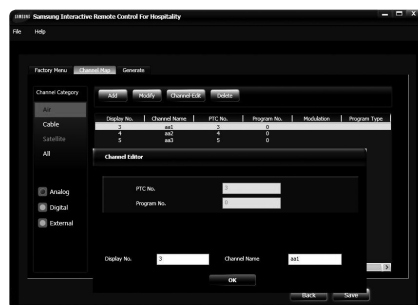 SAMSUNG Samsung Interactive Remote Control For Hospitality
File Help
Factory Menu Channel Map Generate
Channel Category
Add Modify Channel-Edit Delete
Air
Cable
Satellite
All
Display No. Channel Name PTC No. Program No. Modulation Program Type
3 aa1 3 0
4 aa2 4 0
5 aa3 5 0
Channel Editor
PTC No. 3
Program No. 0
Analog
Digital
External
Display No. 3 Channel Name aa1
OK
Back Save